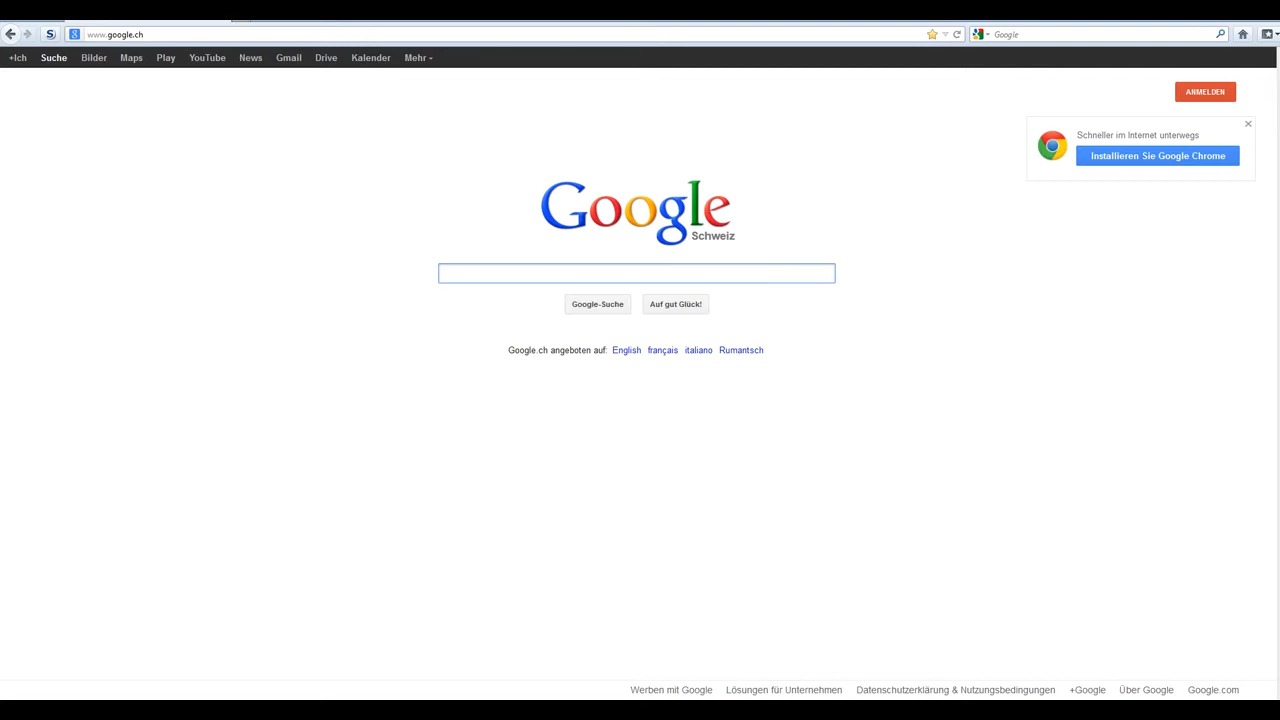 www.google.ch
Google
+Ich Suche Bilder Maps Play YouTube News Gmail Drive Kalender Mehr
ANMELDEN
Schneller im Internet unterwegs
Installieren Sie Google Chrome
Google
Schweiz
Google-Suche Auf gut Glück!
Google.ch angeboten auf: English français italiano Rumantsch
Werben mit Google Lösungen für Unternehmen Datenschutzerklärung & Nutzungsbedingungen +Google Über Google Google.com